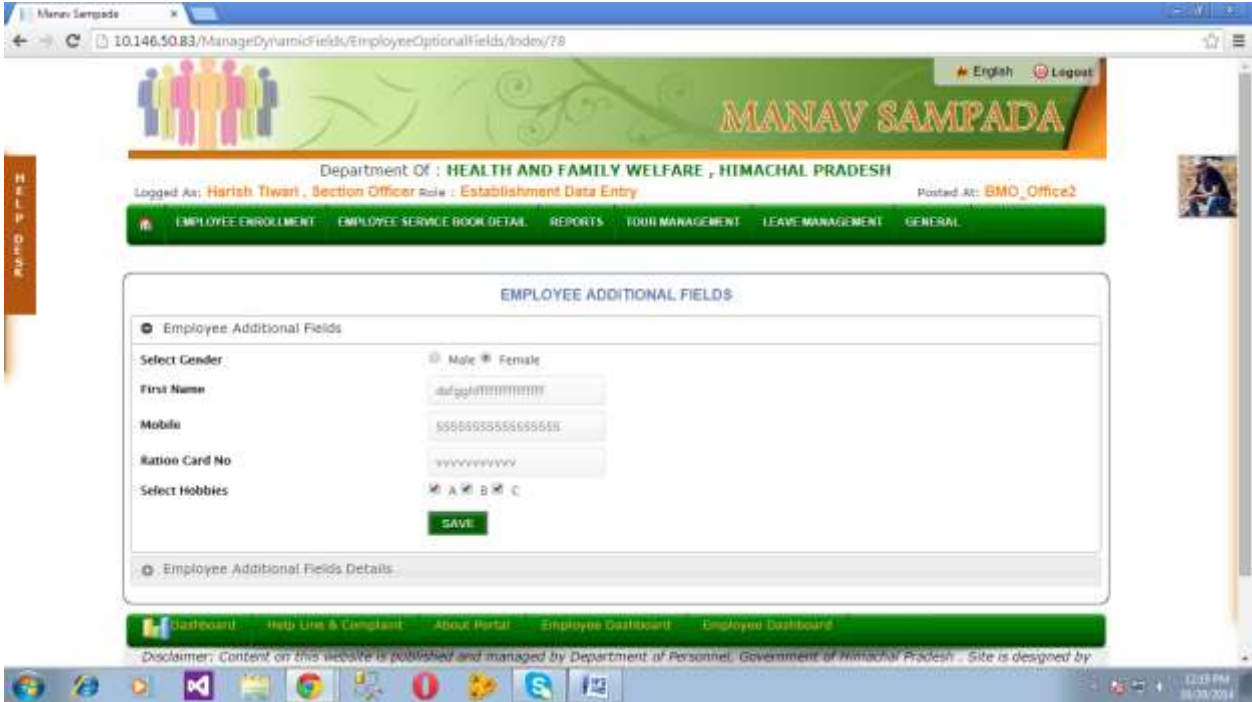 Manav Sampada
10.146.50.83/ManageDynamicFields/EmployeeOptionalFields/Index/78
English Logout
MANAV SAMPADA
Department Of : HEALTH AND FAMILY WELFARE , HIMACHAL PRADESH
Logged As: Harish Tiwari , Section Officer Role : Establishment Data Entry Posted At: BMO_Office2
HELP DESK
EMPLOYEE ENROLLMENT EMPLOYEE SERVICE BOOK DETAIL REPORTS TOUR MANAGEMENT LEAVE MANAGEMENT GENERAL
EMPLOYEE ADDITIONAL FIELDS
Employee Additional Fields
Select Gender Male Female
First Name
Mobile
Ration Card No
Select Hobbies A B C
SAVE
Employee Additional Fields Details
Dashboard Help Line & Complaint About Portal Employee Dashboard Employee Dashboard
Disclaimer: Content on this website is published and managed by Department of Personnel, Government of Himachal Pradesh . Site is designed by
12:19 PM